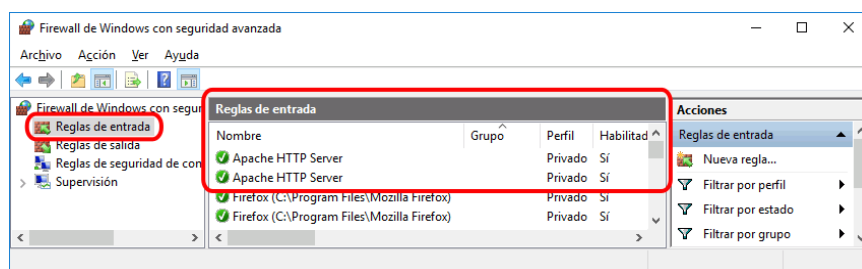 Firewall de Windows con seguridad avanzada
Archivo Acción Ver Ayuda
Firewall de Windows con segur
Reglas de entrada
Reglas de salida
Reglas de seguridad de con
Supervisión
Reglas de entrada
Nombre Grupo Perfil Habilitad
Apache HTTP Server Privado Sí
Apache HTTP Server Privado Sí
Firefox (C:\Program Files\Mozilla Firefox) Privado Sí
Firefox (C:\Program Files\Mozilla Firefox) Privado Sí
Acciones
Reglas de entrada
Nueva regla...
Filtrar por perfil
Filtrar por estado
Filtrar por grupo